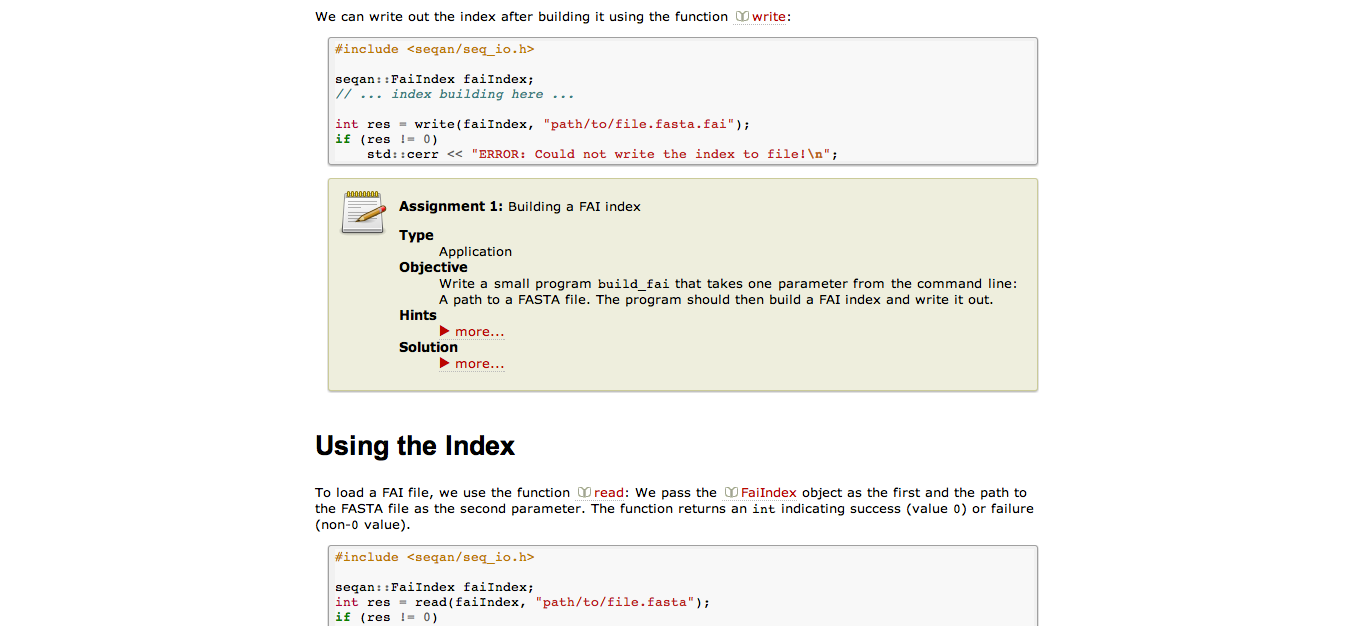 We can write out the index after building it using the function write:
#include <seqan/seq_io.h>
seqan::FaiIndex faiIndex;
// ... index building here ...
int res = write(faiIndex, "path/to/file.fasta.fai");
if (res != 0)
    std::cerr << "ERROR: Could not write the index to file!\n";
Assignment 1: Building a FAI index
Type
Application
Objective
Write a small program build_fai that takes one parameter from the command line:
A path to a FASTA file. The program should then build a FAI index and write it out.
Hints
more...
Solution
more...
Using the Index
To load a FAI file, we use the function read: We pass the FaiIndex object as the first and the path to
the FASTA file as the second parameter. The function returns an int indicating success (value 0) or failure
(non-0 value).
#include <seqan/seq_io.h>
seqan::FaiIndex faiIndex;
int res = read(faiIndex, "path/to/file.fasta");
if (res != 0)